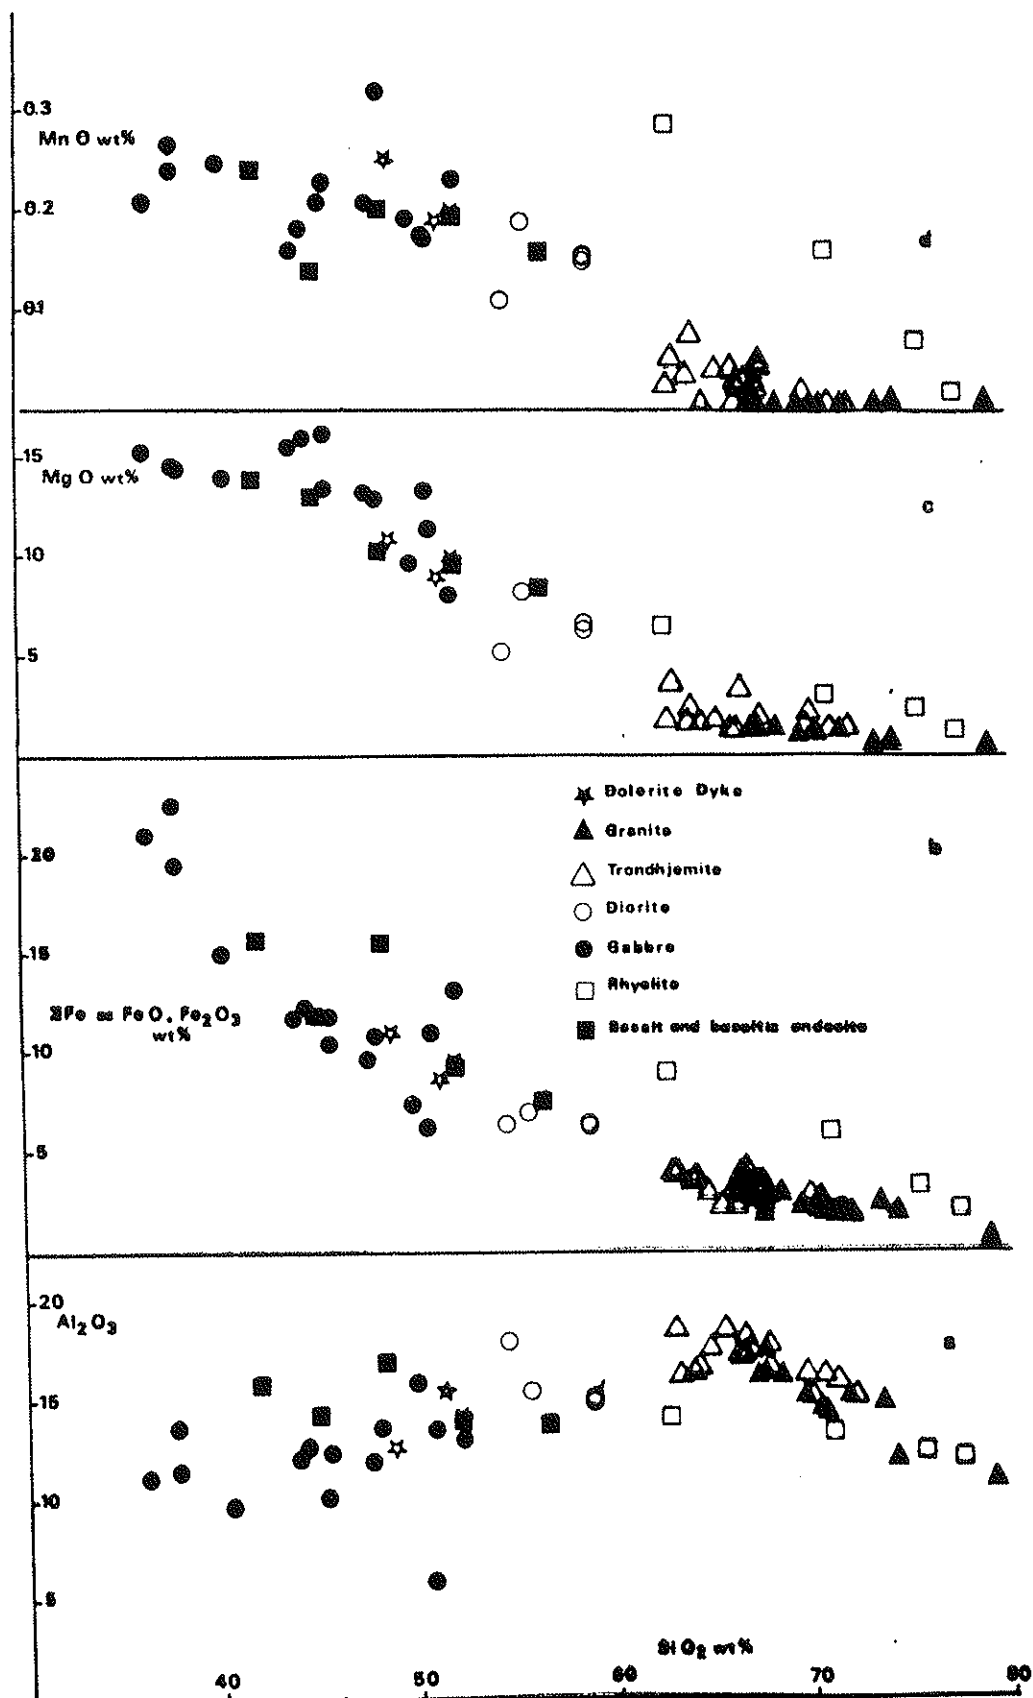 0.3
Mn O wt%
0.2
d
0.1
15
Mg O wt%
c
10
5
Dolerite Dyke
Granite
20
b
Trondhjemite
Diorite
15
Gabbro
Rhyolite
ΣFe as FeO, Fe₂O₃
wt%
Basalt and basaltic andesite
10
5
20
Al₂O₃
a
15
10
5
SiO₂ wt%
40 50 60 70 80